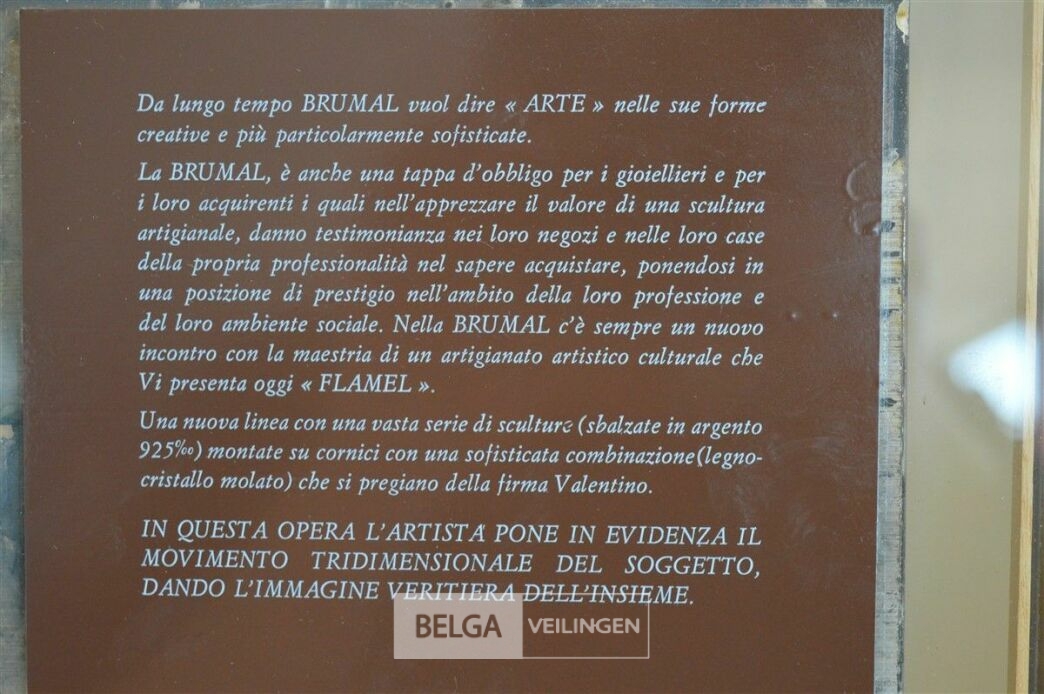 Da lungo tempo BRUMAL vuol dire « ARTE » nelle sue forme
creative e più particolarmente sofisticate.
La BRUMAL, è anche una tappa d'obbligo per i gioiellieri e per
i loro acquirenti i quali nell'apprezzare il valore di una scultura
artigianale, danno testimonianza nei loro negozi e nelle loro case
della propria professionalità nel sapere acquistare, ponendosi in
una posizione di prestigio nell'ambito della loro professione e
del loro ambiente sociale. Nella BRUMAL c'è sempre un nuovo
incontro con la maestria di un artigianato artistico culturale che
Vi presenta oggi « FLAMEL ».
Una nuova linea con una vasta serie di sculture (sbalzate in argento
925‰) montate su cornici con una sofisticata combinazione(legno-
cristallo molato) che si pregiano della firma Valentino.
IN QUESTA OPERA L'ARTISTA PONE IN EVIDENZA IL
MOVIMENTO TRIDIMENSIONALE DEL SOGGETTO,
DANDO L'IMMAGINE VERITIERA DELL'INSIEME.
BELGA VEILINGEN